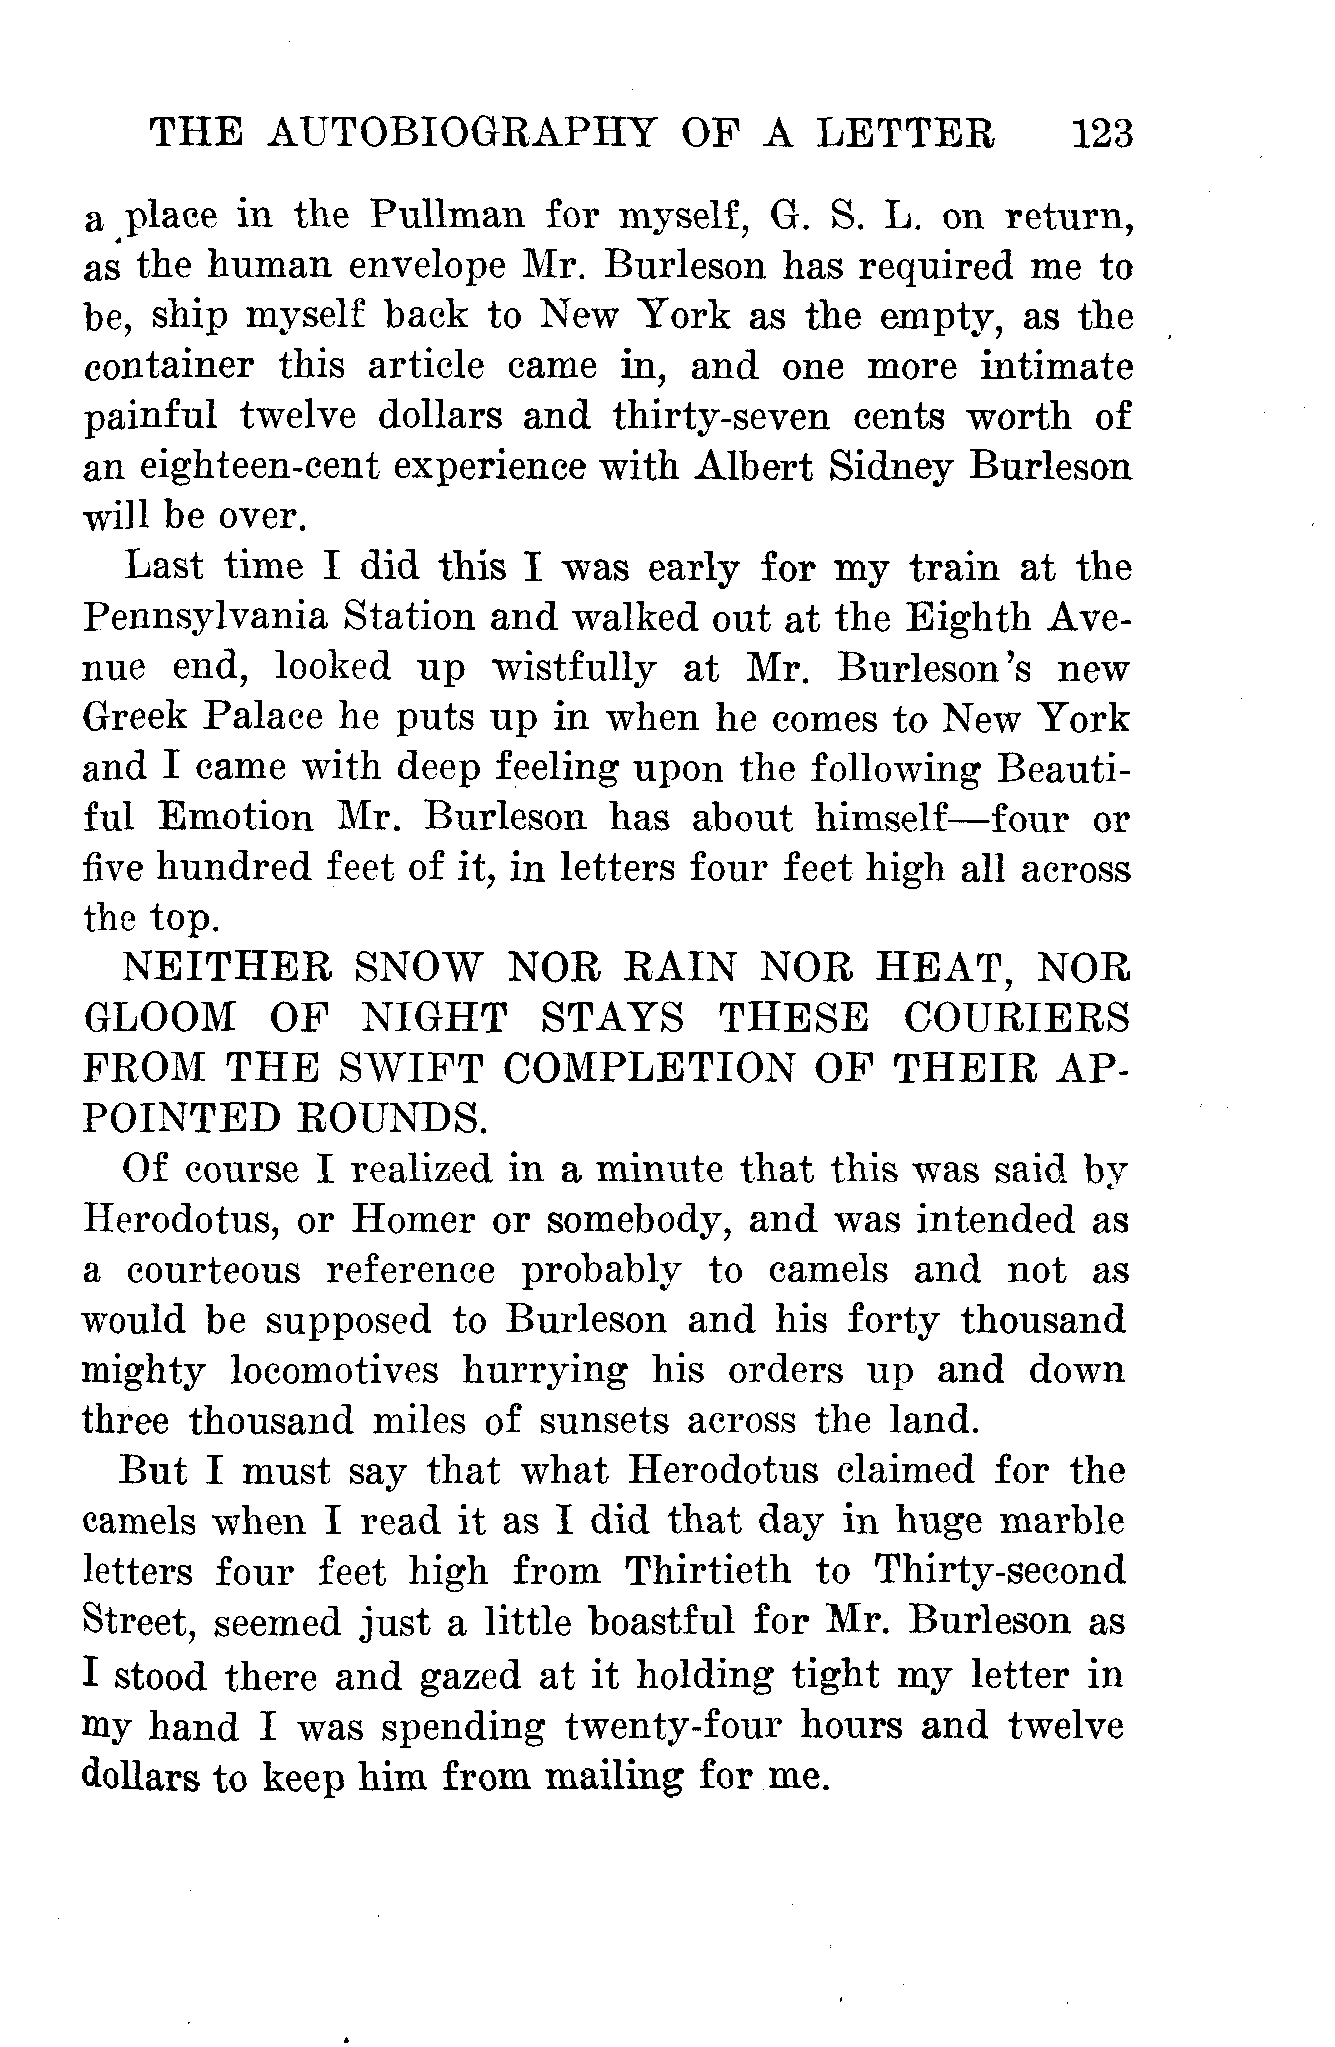 THE AUTOBIOGRAPHY OF A LETTER 123
a place in the Pullman for myself, G. S. L. on return,
as the human envelope Mr. Burleson has required me to
be, ship myself back to New York as the empty, as the
container this article came in, and one more intimate
painful twelve dollars and thirty-seven cents worth of
an eighteen-cent experience with Albert Sidney Burleson
will be over.
Last time I did this I was early for my train at the
Pennsylvania Station and walked out at the Eighth Ave-
nue end, looked up wistfully at Mr. Burleson's new
Greek Palace he puts up in when he comes to New York
and I came with deep feeling upon the following Beauti-
ful Emotion Mr. Burleson has about himself—four or
five hundred feet of it, in letters four feet high all across
the top.
NEITHER SNOW NOR RAIN NOR HEAT, NOR
GLOOM OF NIGHT STAYS THESE COURIERS
FROM THE SWIFT COMPLETION OF THEIR AP-
POINTED ROUNDS.
Of course I realized in a minute that this was said by
Herodotus, or Homer or somebody, and was intended as
a courteous reference probably to camels and not as
would be supposed to Burleson and his forty thousand
mighty locomotives hurrying his orders up and down
three thousand miles of sunsets across the land.
But I must say that what Herodotus claimed for the
camels when I read it as I did that day in huge marble
letters four feet high from Thirtieth to Thirty-second
Street, seemed just a little boastful for Mr. Burleson as
I stood there and gazed at it holding tight my letter in
my hand I was spending twenty-four hours and twelve
dollars to keep him from mailing for me.